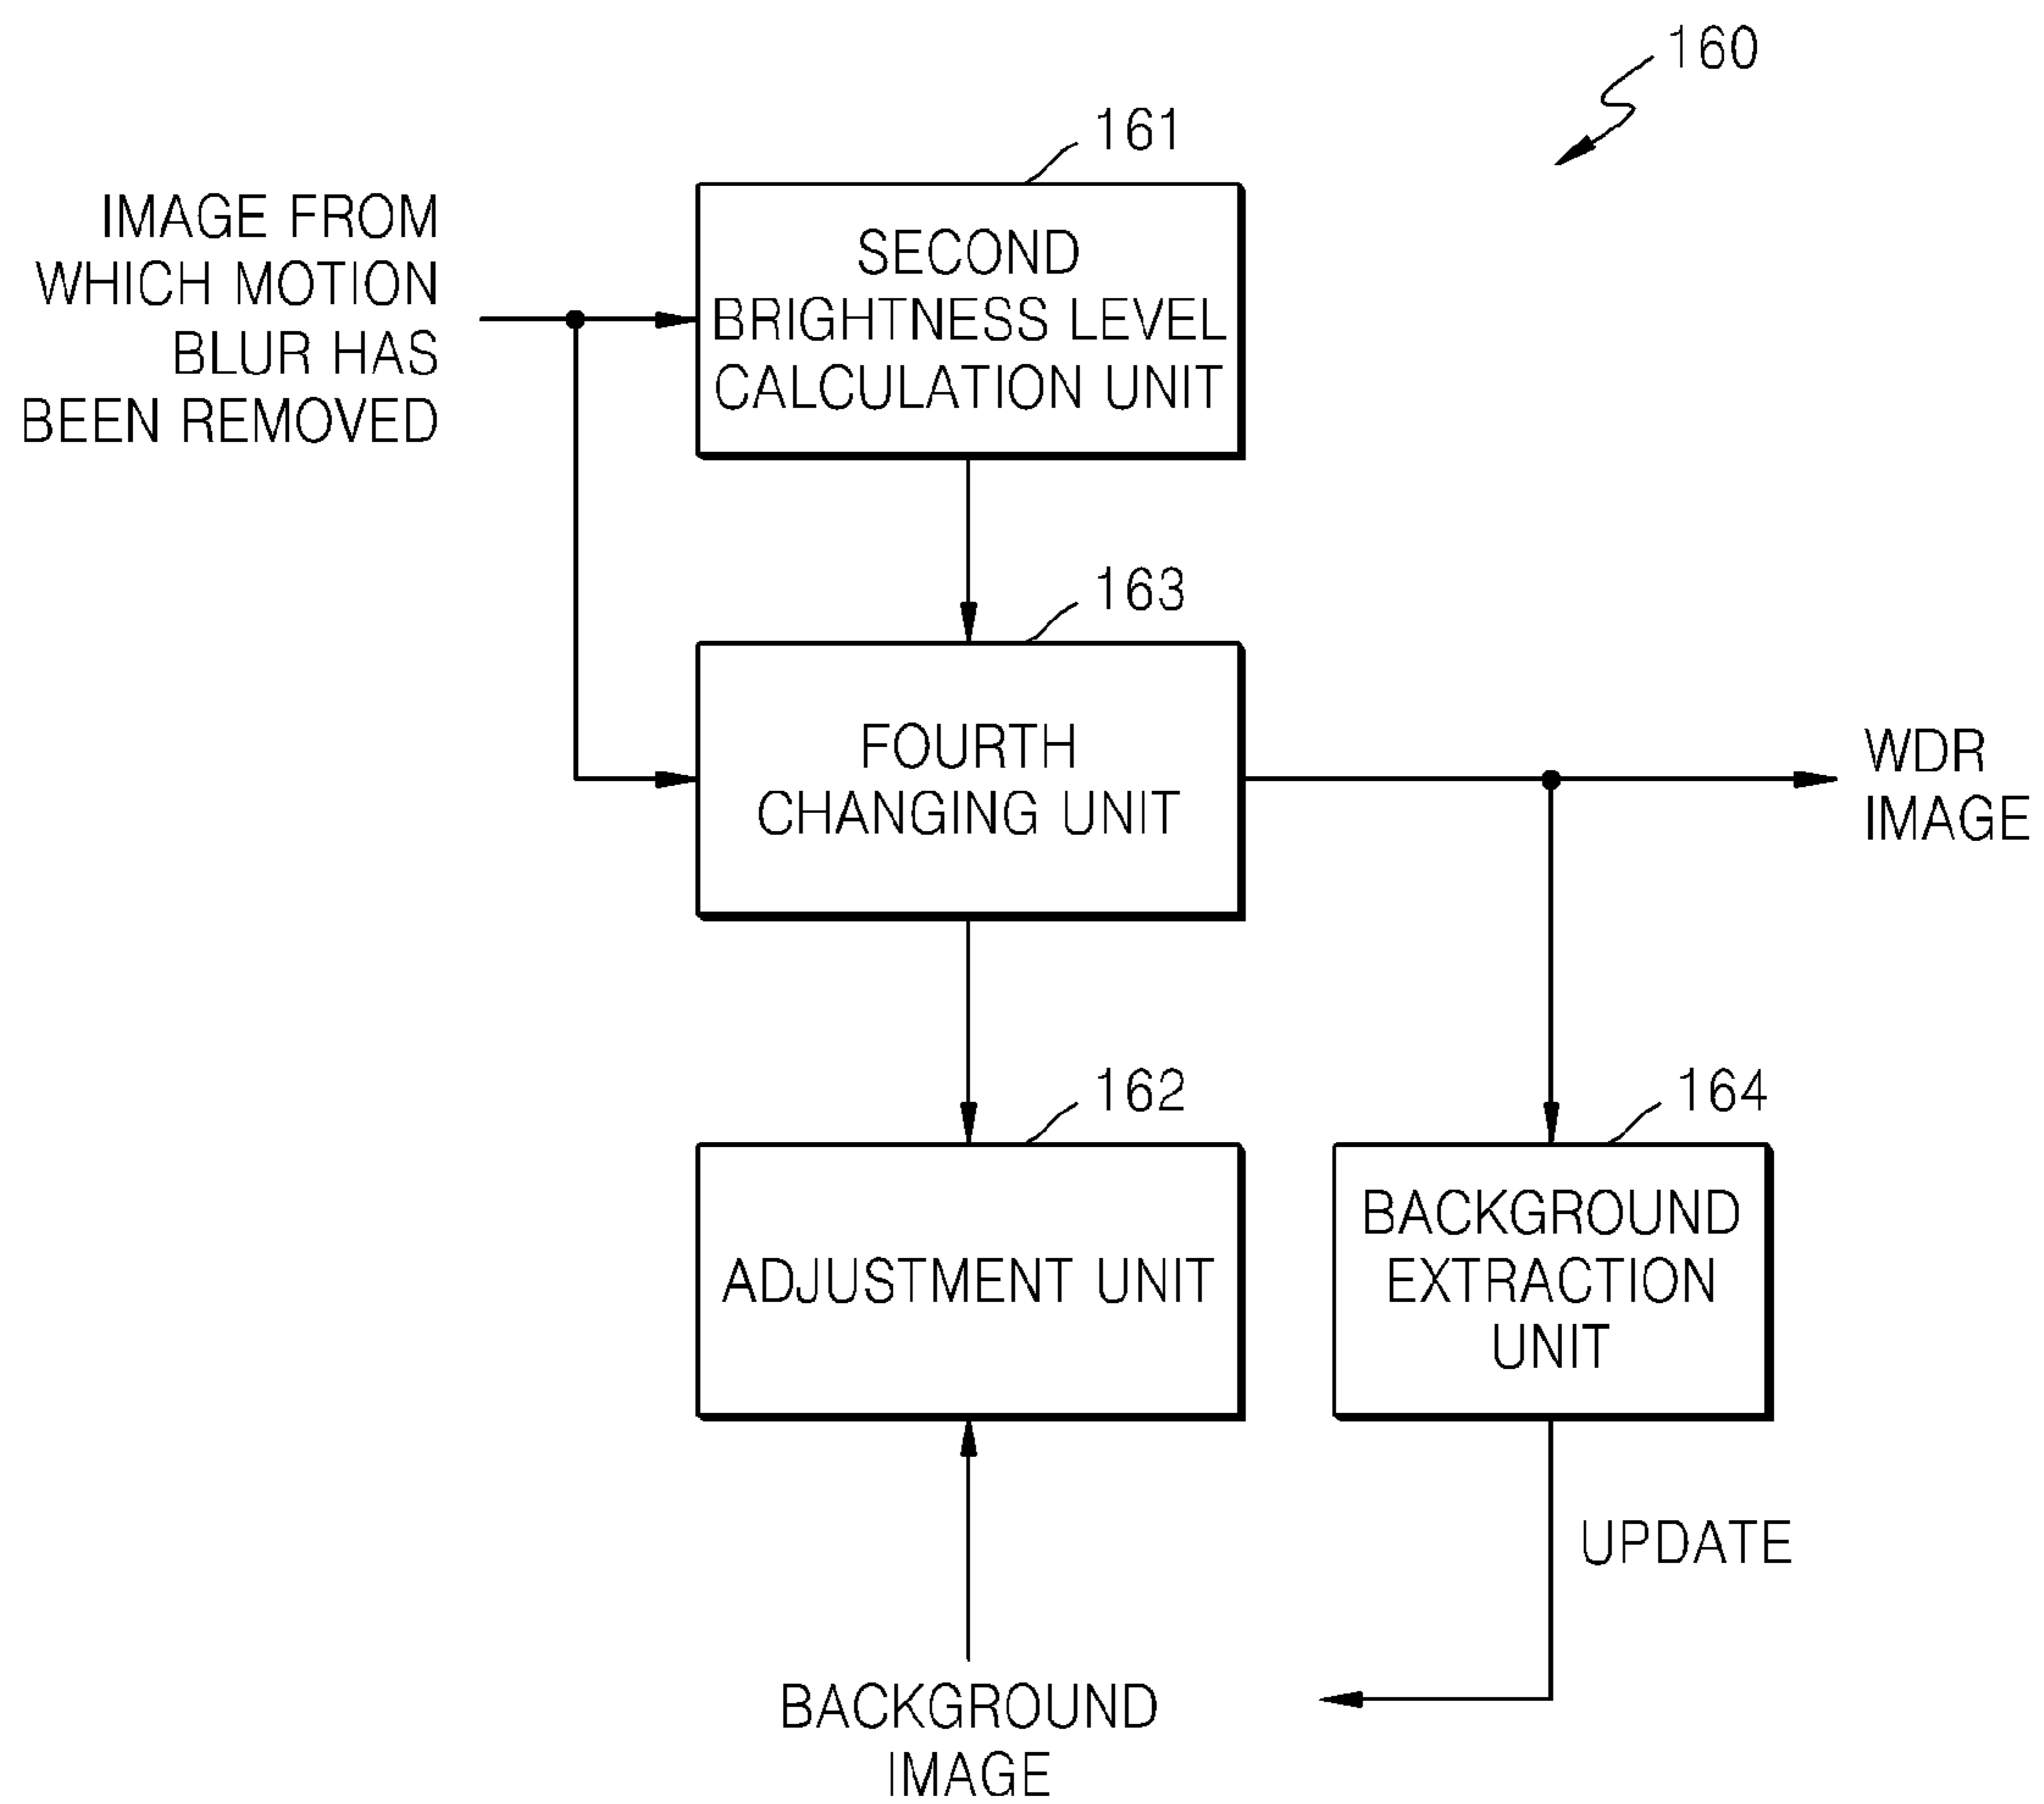 160
161
IMAGE FROM
WHICH MOTION
BLUR HAS
BEEN REMOVED
SECOND
BRIGHTNESS LEVEL
CALCULATION UNIT
163
FOURTH
CHANGING UNIT
WDR
IMAGE
162
ADJUSTMENT UNIT
164
BACKGROUND
EXTRACTION
UNIT
UPDATE
BACKGROUND
IMAGE